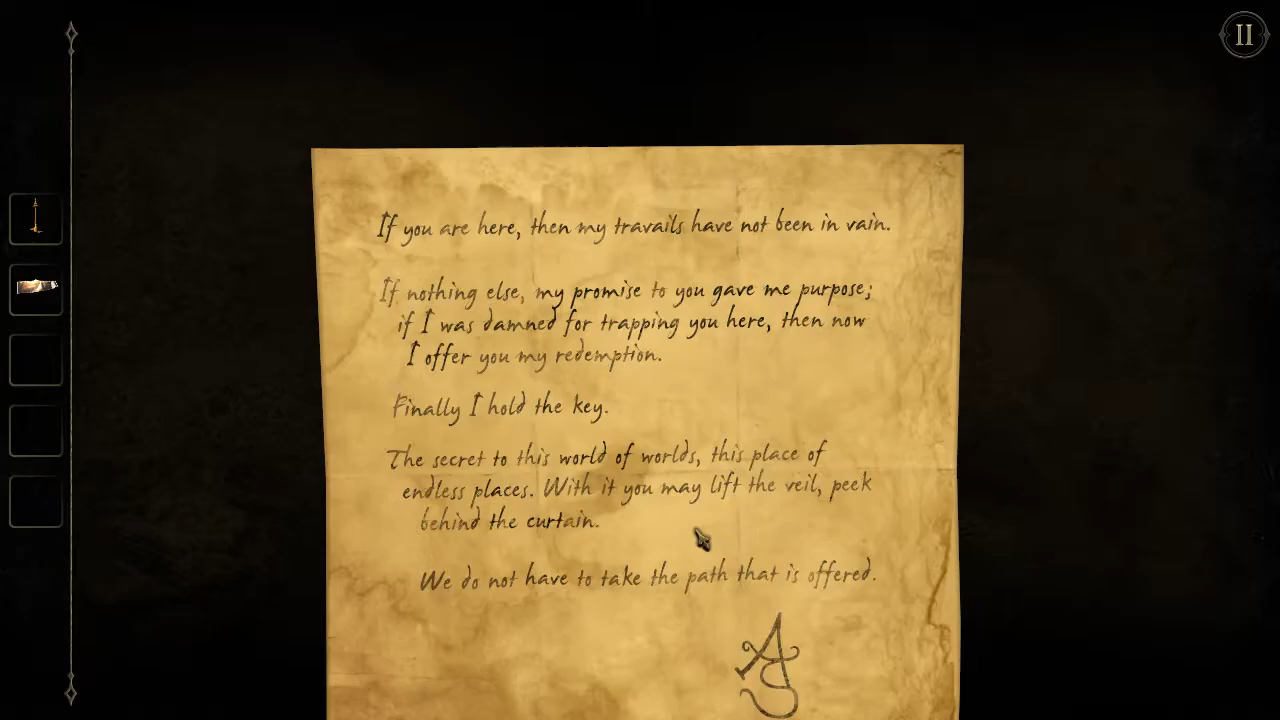 II
If you are here, then my travails have not been in vain.
If nothing else, my promise to you gave me purpose;
if I was damned for trapping you here, then now
I offer you my redemption.
Finally I hold the key.
The secret to this world of worlds, this place of
endless places. With it you may lift the veil, peek
behind the curtain.
We do not have to take the path that is offered.
AS